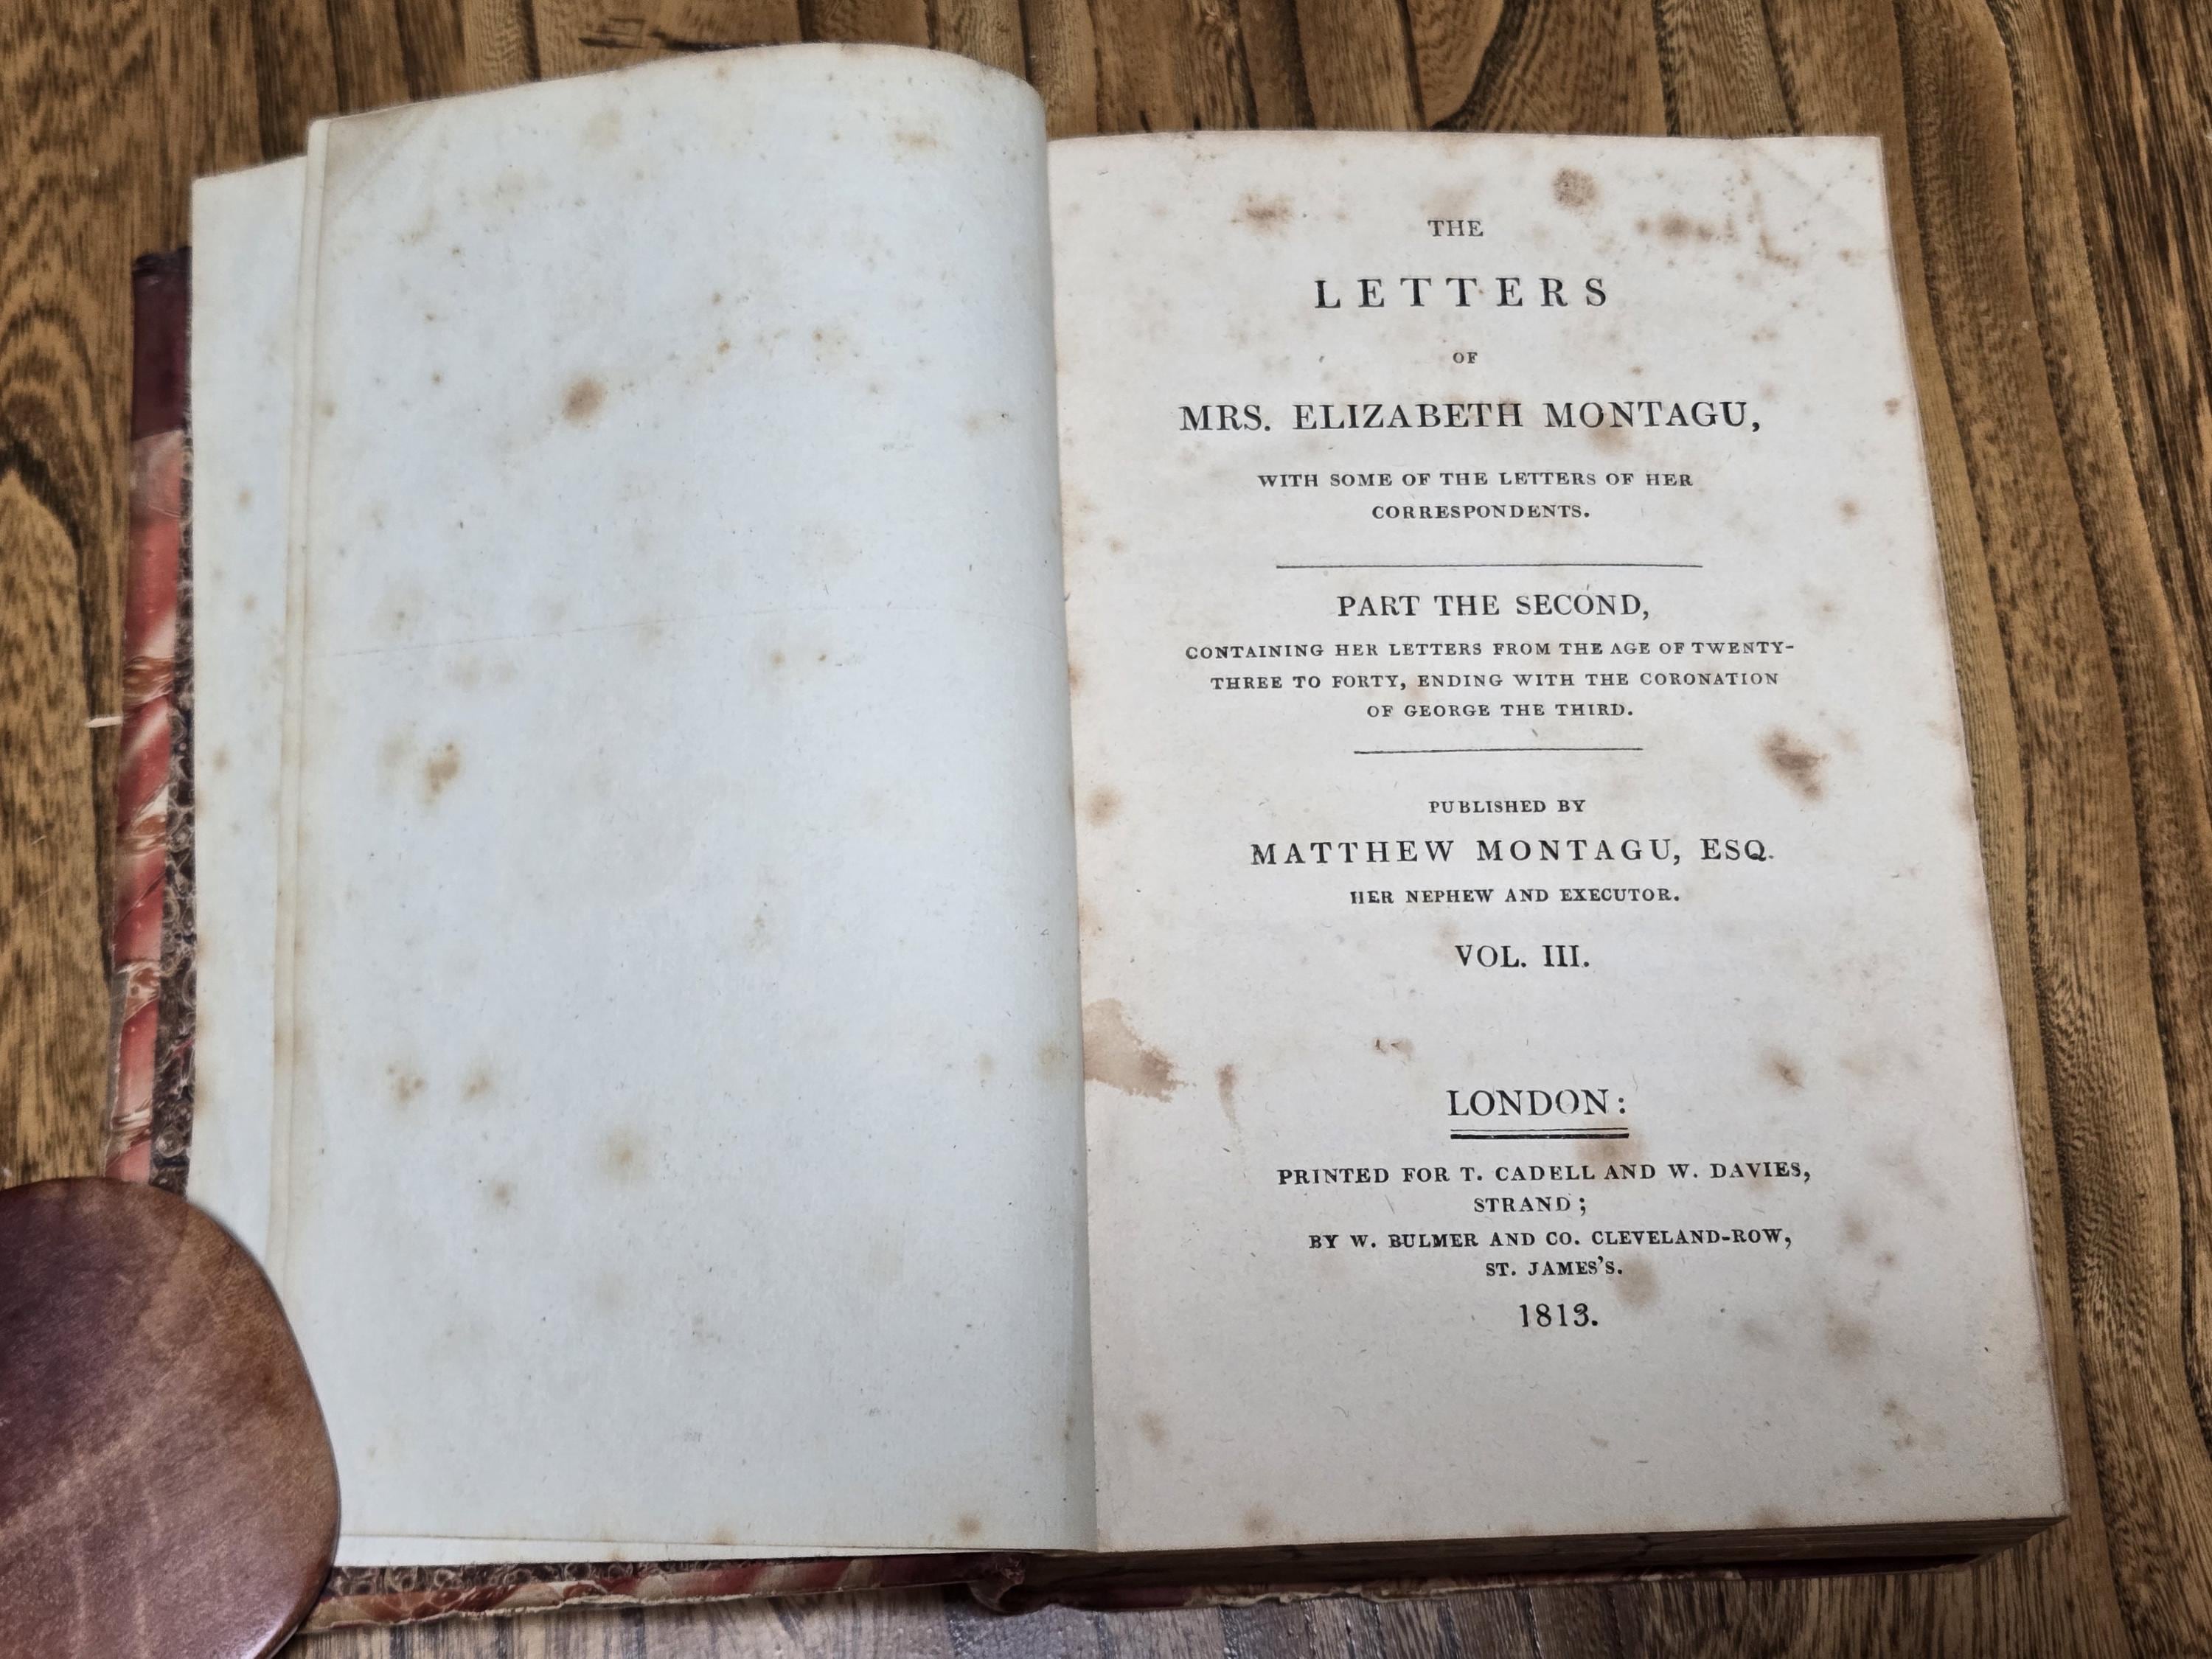 THE
LETTERS
OF
MRS. ELIZABETH MONTAGU,
WITH SOME OF THE LETTERS OF HER
CORRESPONDENTS.
PART THE SECOND,
CONTAINING HER LETTERS FROM THE AGE OF TWENTY-
THREE TO FORTY, ENDING WITH THE CORONATION
OF GEORGE THE THIRD.
PUBLISHED BY
MATTHEW MONTAGU, ESQ.
HER NEPHEW AND EXECUTOR.
VOL. III.
LONDON:
PRINTED FOR T. CADELL AND W. DAVIES,
STRAND;
BY W. BULMER AND CO. CLEVELAND-ROW,
ST. JAMES'S.
1813.